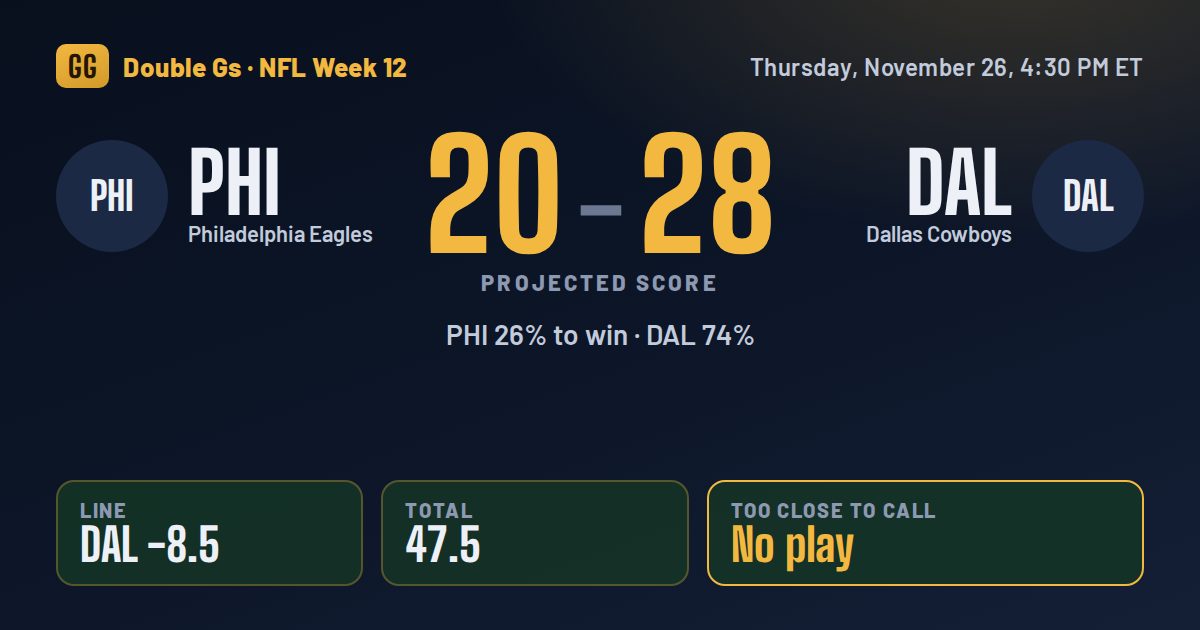 GG Double Gs · NFL Week 12
Thursday, November 26, 4:30 PM ET
PHI
PHI
Philadelphia Eagles
20 – 28
DAL
Dallas Cowboys
DAL
PROJECTED SCORE
PHI 26% to win · DAL 74%
LINE
DAL −8.5
TOTAL
47.5
TOO CLOSE TO CALL
No play